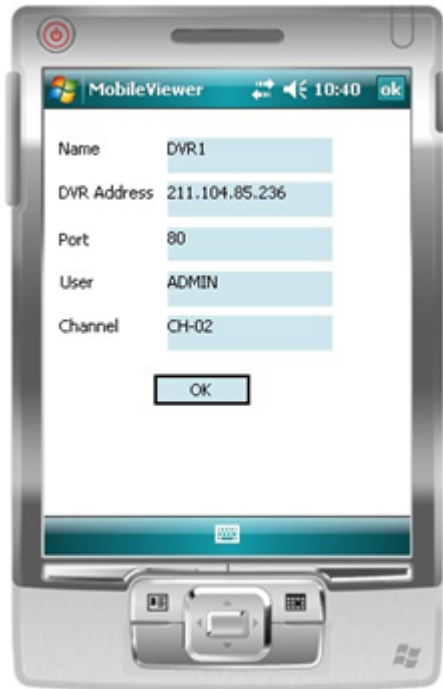 MobileViewer 10:40 ok
Name DVR1
DVR Address 211.104.85.236
Port 80
User ADMIN
Channel CH-02
OK